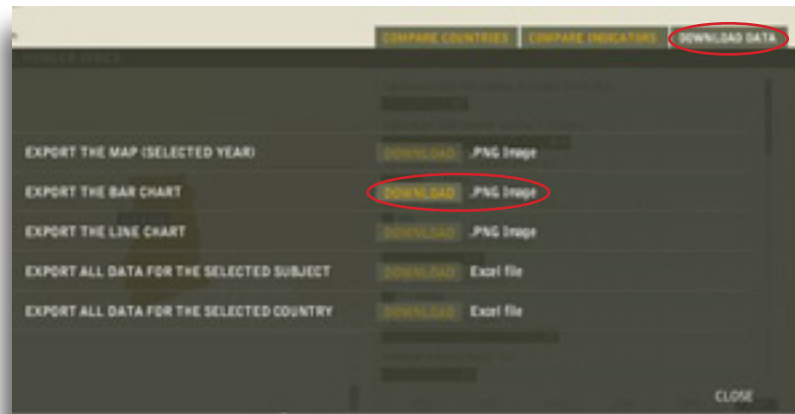 COMPARE COUNTRIES COMPARE INDICATORS DOWNLOAD DATA
EXPORT THE MAP (SELECTED YEAR) DOWNLOAD .PNG Image
EXPORT THE BAR CHART DOWNLOAD .PNG Image
EXPORT THE LINE CHART DOWNLOAD .PNG Image
EXPORT ALL DATA FOR THE SELECTED SUBJECT DOWNLOAD Excel file
EXPORT ALL DATA FOR THE SELECTED COUNTRY DOWNLOAD Excel file
CLOSE